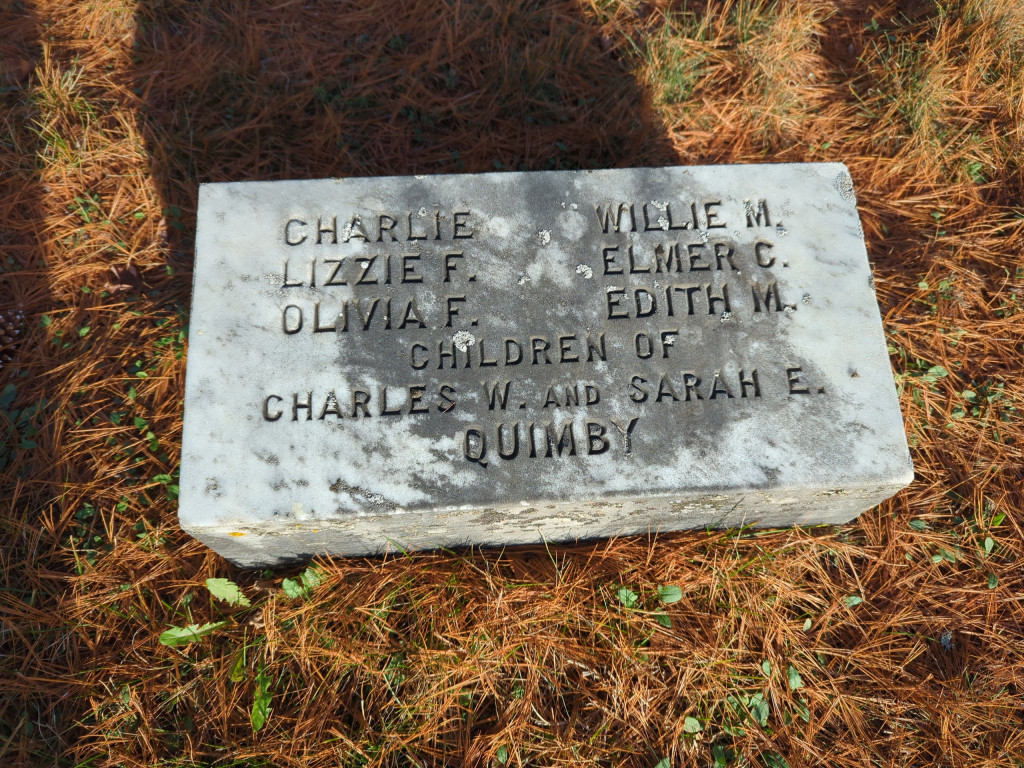 CHARLIE WILLIE M.
LIZZIE F. ELMER C.
OLIVIA F. EDITH M.
CHILDREN OF
CHARLES W. AND SARAH E.
QUIMBY